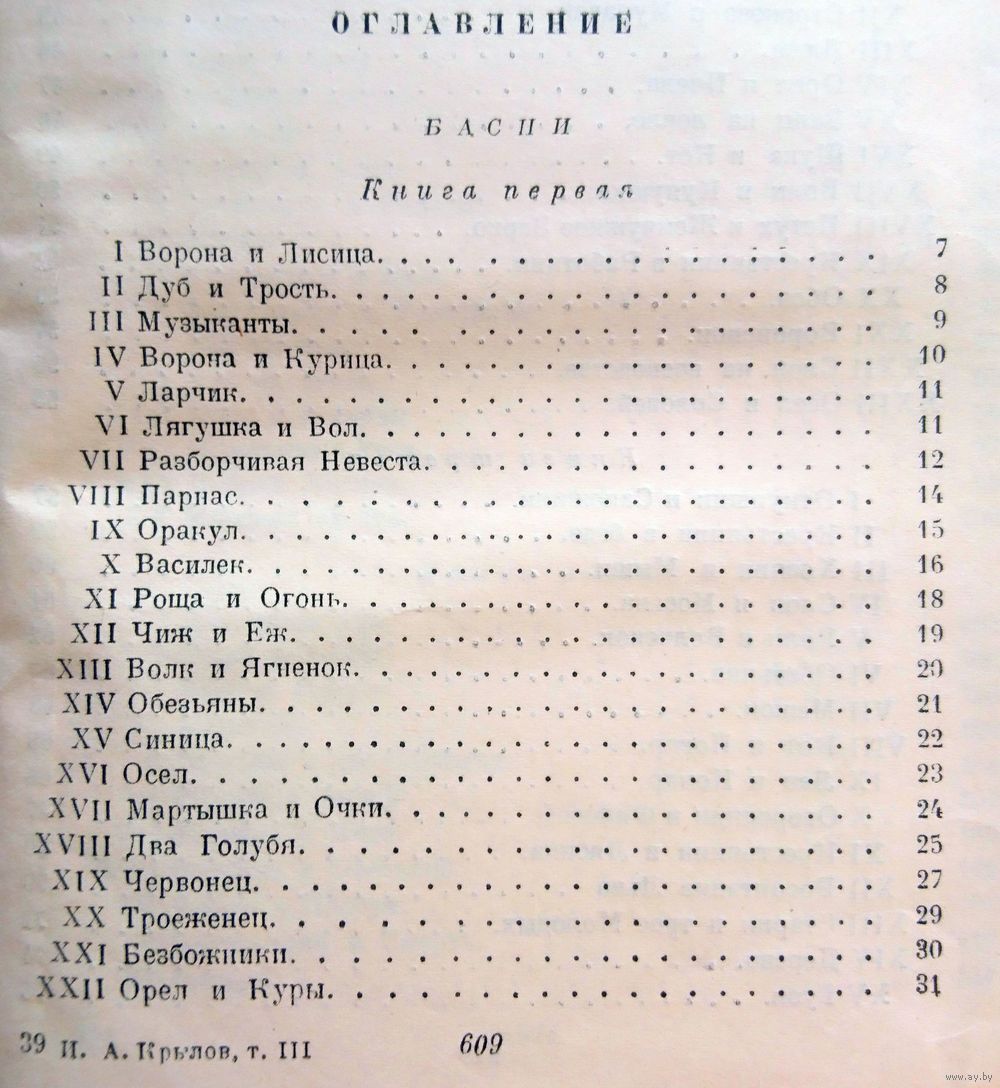 ОГЛАВЛЕНИЕ
БАСНИ
Книга первая
I Ворона и Лисица. . . . . . . . . . . . . . . . 7
II Дуб и Трость. . . . . . . . . . . . . . . . . 8
III Музыканты. . . . . . . . . . . . . . . . . . 9
IV Ворона и Курица. . . . . . . . . . . . . . . . 10
V Ларчик. . . . . . . . . . . . . . . . . . . . 11
VI Лягушка и Вол. . . . . . . . . . . . . . . . . 11
VII Разборчивая Невеста. . . . . . . . . . . . . . 12
VIII Парнас. . . . . . . . . . . . . . . . . . . . 14
IX Оракул. . . . . . . . . . . . . . . . . . . . 15
X Василек. . . . . . . . . . . . . . . . . . . . 16
XI Роща и Огонь. . . . . . . . . . . . . . . . . 18
XII Чиж и Еж. . . . . . . . . . . . . . . . . . . 19
XIII Волк и Ягненок. . . . . . . . . . . . . . . . 20
XIV Обезьяны. . . . . . . . . . . . . . . . . . . 21
XV Синица. . . . . . . . . . . . . . . . . . . . 22
XVI Осел. . . . . . . . . . . . . . . . . . . . . 23
XVII Мартышка и Очки. . . . . . . . . . . . . . . . 24
XVIII Два Голубя. . . . . . . . . . . . . . . . . . 25
XIX Червонец. . . . . . . . . . . . . . . . . . . 27
XX Троеженец. . . . . . . . . . . . . . . . . . . 29
XXI Безбожники. . . . . . . . . . . . . . . . . . 30
XXII Орел и Куры. . . . . . . . . . . . . . . . . . 31
39 И. А. Крылов, т. III 609
www.ay.by